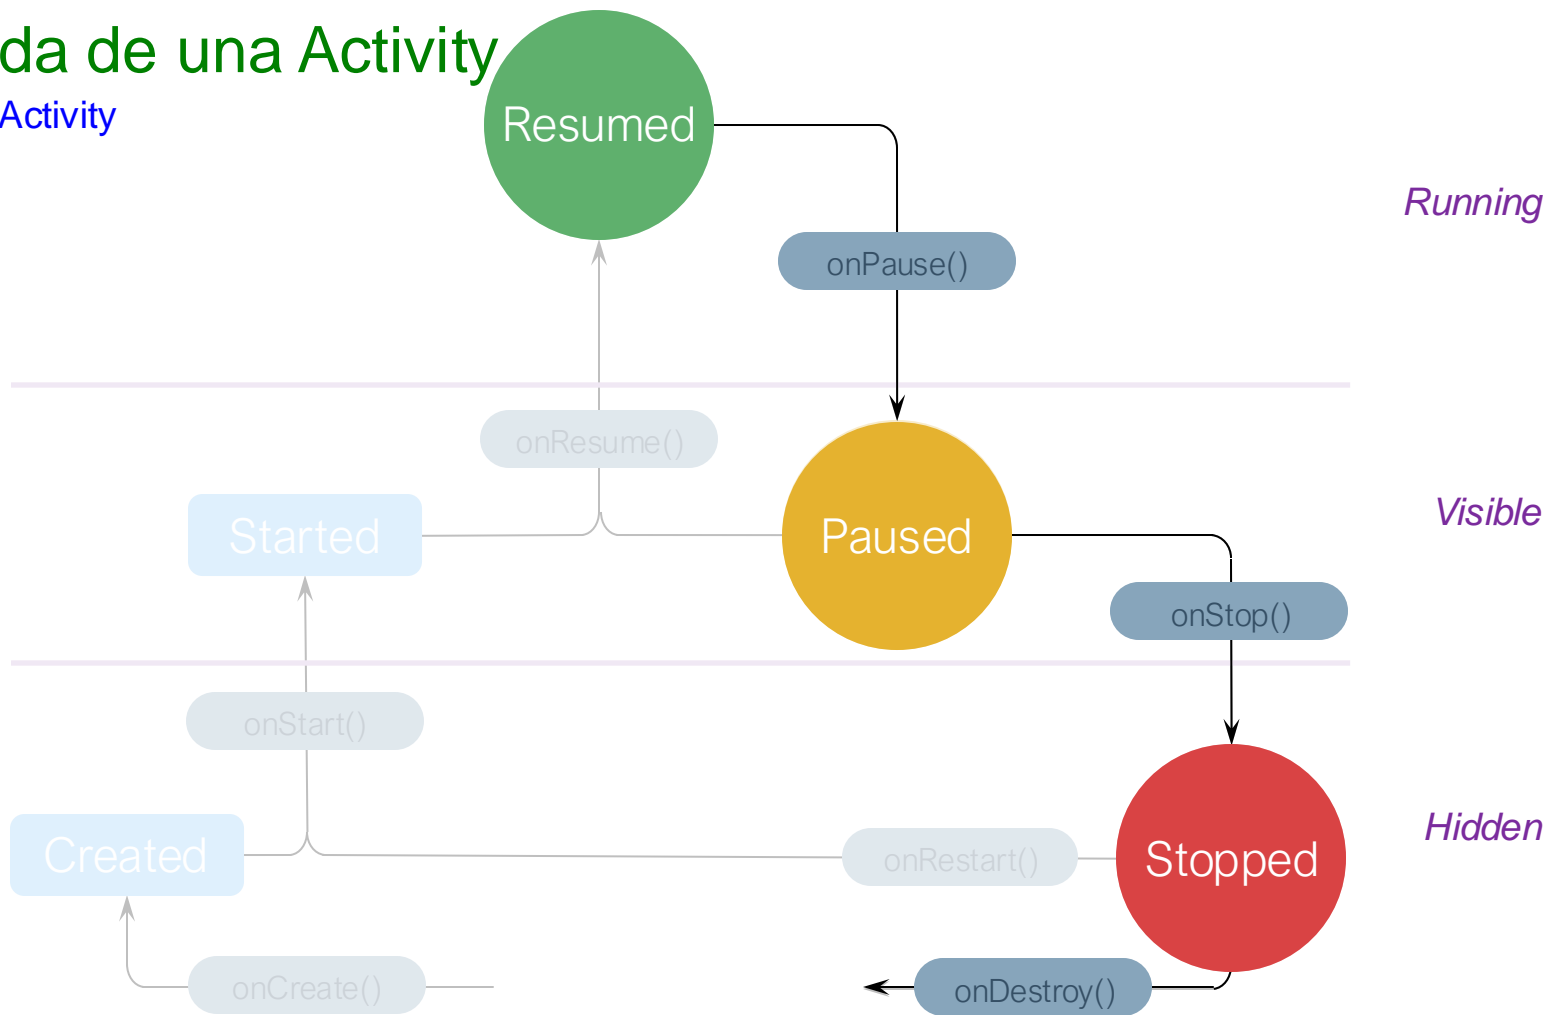 da de una Activity
Activity
Resumed
Running
onPause()
onResume()
Visible
Started
Paused
onStop()
onStart()
Hidden
Created
onRestart()
Stopped
onCreate()
onDestroy()